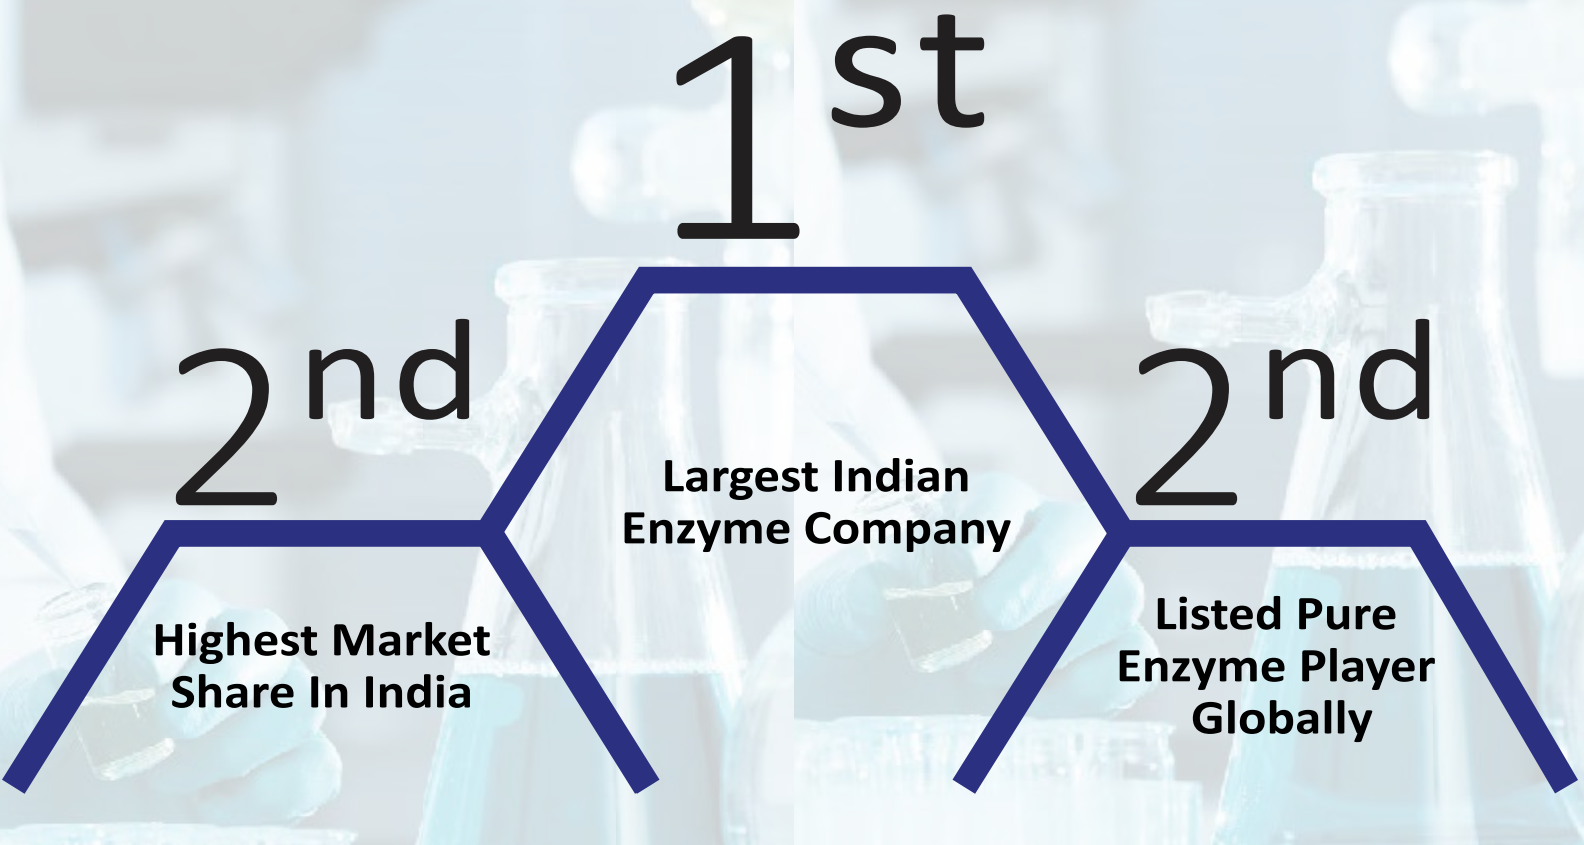 1st
Largest Indian
Enzyme Company
2nd
Highest Market
Share In India
2nd
Listed Pure
Enzyme Player
Globally